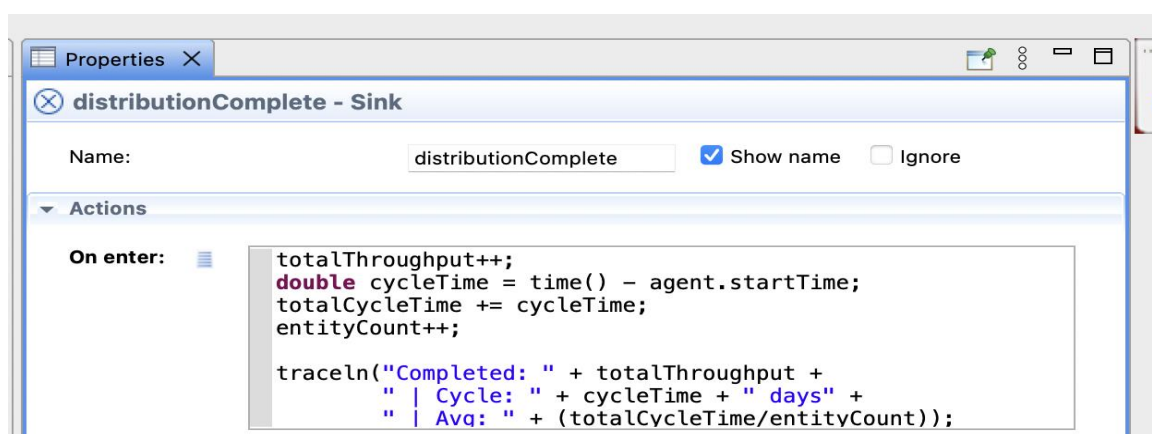 Properties
distributionComplete - Sink
Name: distributionComplete Show name Ignore
Actions
On enter: totalThroughput++;
double cycleTime = time() – agent.startTime;
totalCycleTime += cycleTime;
entityCount++;
traceln("Completed: " + totalThroughput +
" | Cycle: " + cycleTime + " days" +
" | Avg: " + (totalCycleTime/entityCount));